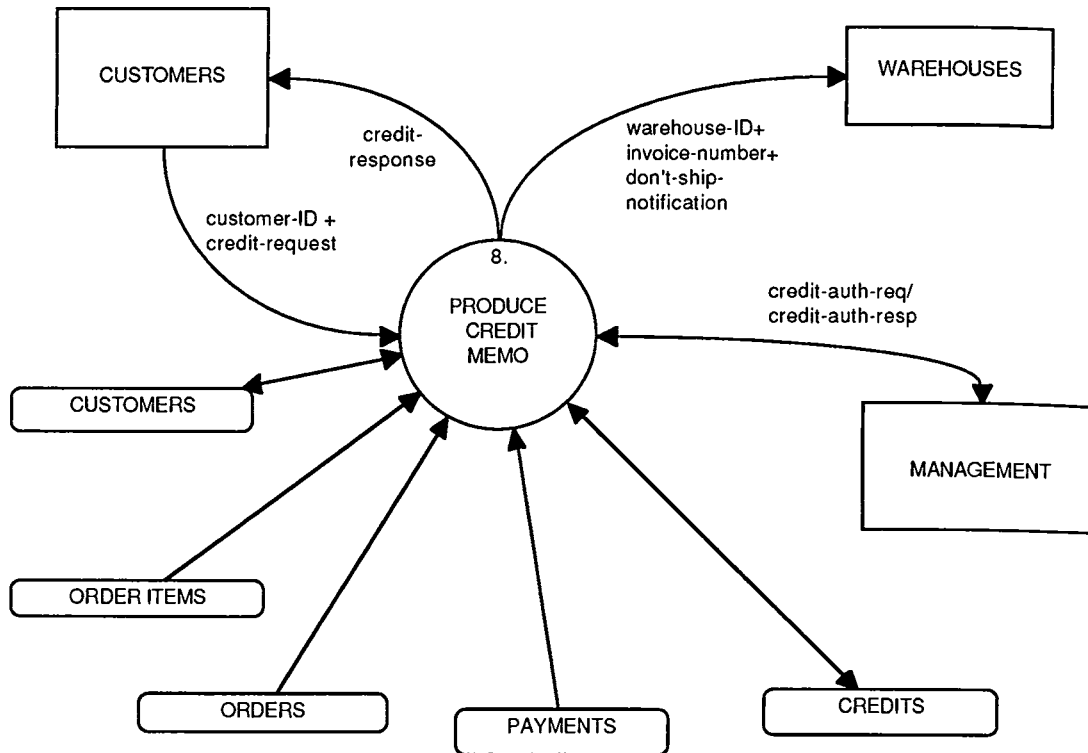 CUSTOMERS
WAREHOUSES
credit-
response
warehouse-ID+
invoice-number+
don't-ship-
notification
customer-ID +
credit-request
8.
PRODUCE
CREDIT
MEMO
credit-auth-req/
credit-auth-resp
CUSTOMERS
MANAGEMENT
ORDER ITEMS
ORDERS
PAYMENTS
CREDITS